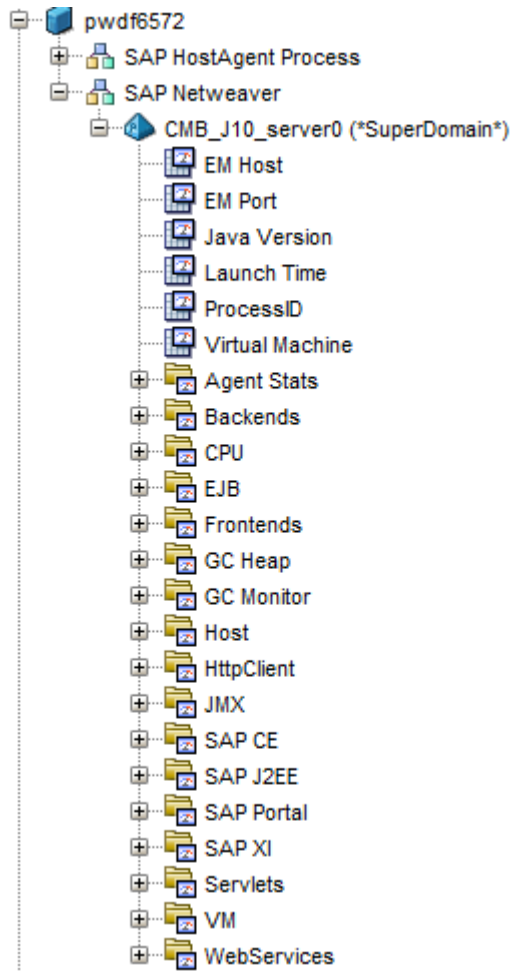 pwdf6572
SAP HostAgent Process
SAP Netweaver
CMB_J10_server0 (*SuperDomain*)
EM Host
EM Port
Java Version
Launch Time
ProcessID
Virtual Machine
Agent Stats
Backends
CPU
EJB
Frontends
GC Heap
GC Monitor
Host
HttpClient
JMX
SAP CE
SAP J2EE
SAP Portal
SAP XI
Servlets
VM
WebServices